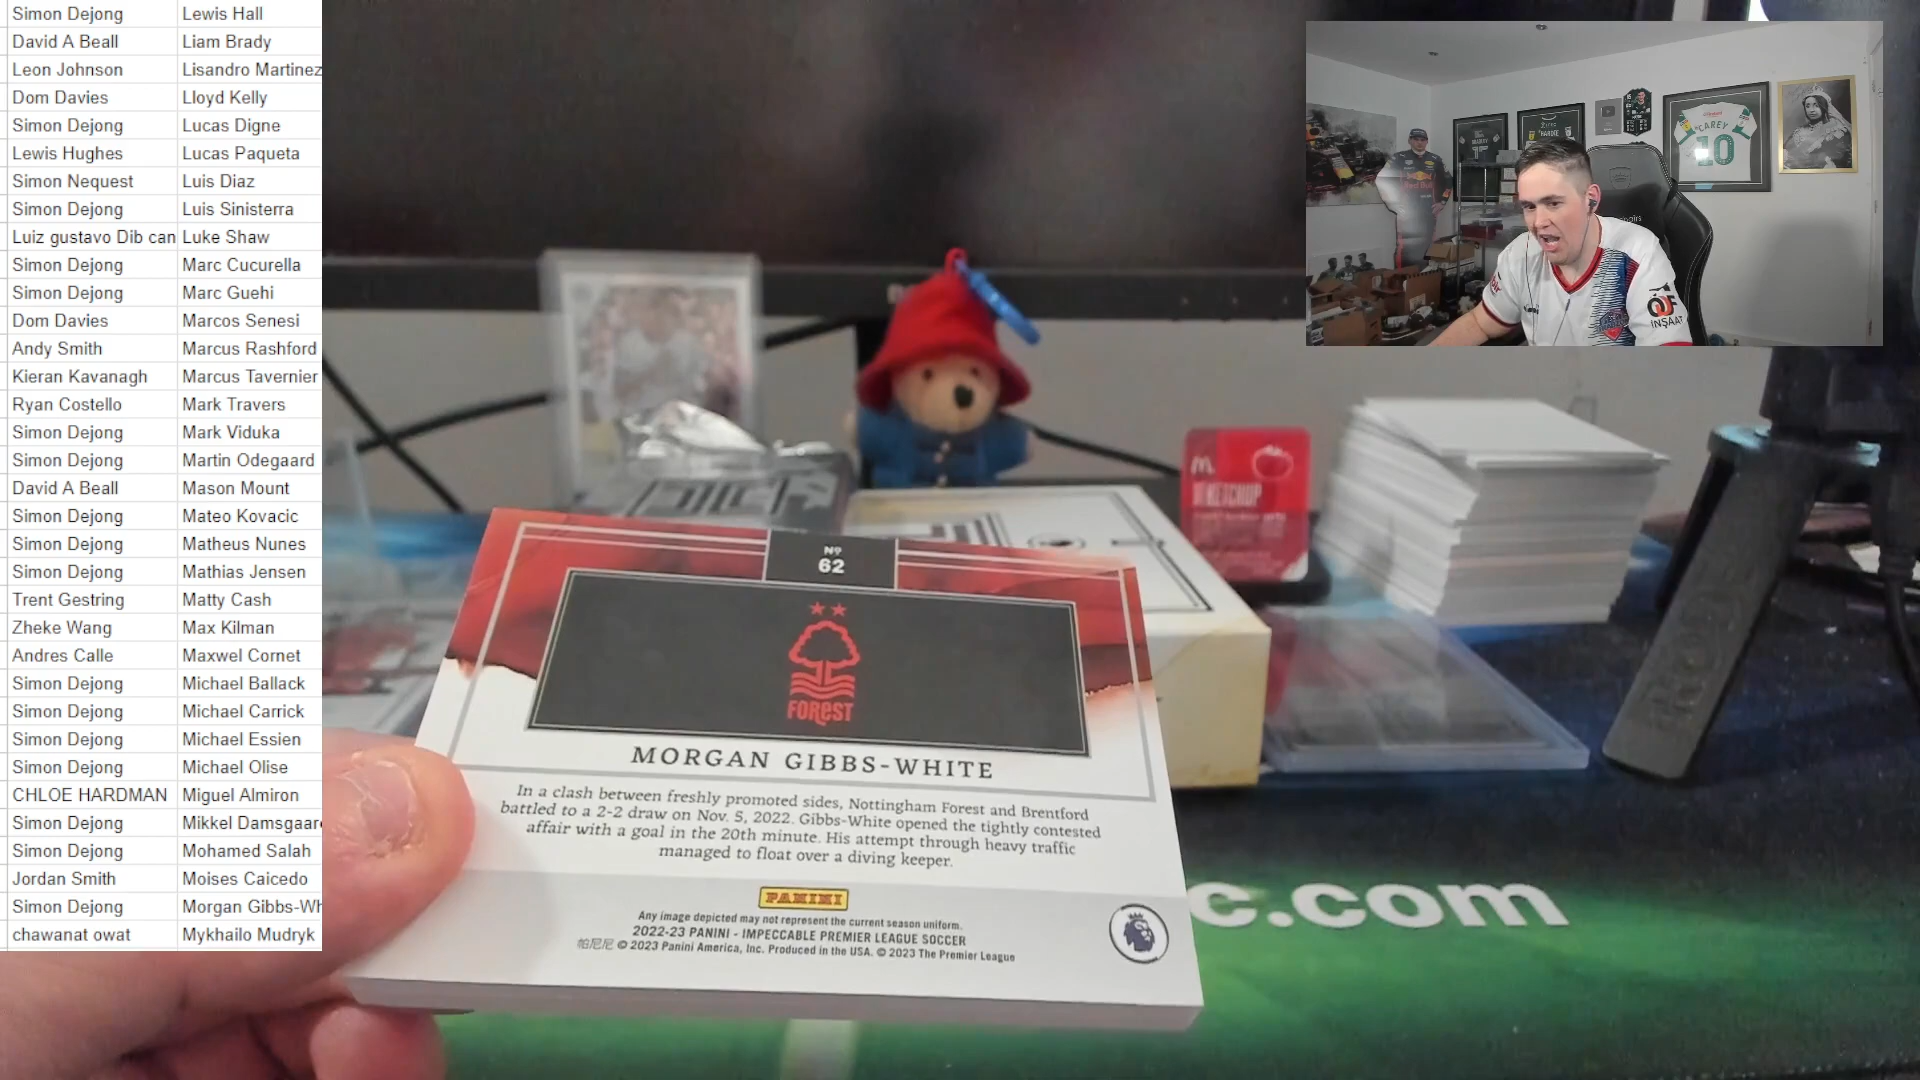 Simon Dejong Lewis Hall
David A Beall Liam Brady
Leon Johnson Lisandro Martinez
Dom Davies Lloyd Kelly
Simon Dejong Lucas Digne
Lewis Hughes Lucas Paqueta
Simon Nequest Luis Diaz
Simon Dejong Luis Sinisterra
Luiz gustavo Dib can Luke Shaw
Simon Dejong Marc Cucurella
Simon Dejong Marc Guehi
Dom Davies Marcos Senesi
Andy Smith Marcus Rashford
Kieran Kavanagh Marcus Tavernier
Ryan Costello Mark Travers
Simon Dejong Mark Viduka
Simon Dejong Martin Odegaard
David A Beall Mason Mount
Simon Dejong Mateo Kovacic
Simon Dejong Matheus Nunes
Simon Dejong Mathias Jensen
Trent Gestring Matty Cash
Zheke Wang Max Kilman
Andres Calle Maxwel Cornet
Simon Dejong Michael Ballack
Simon Dejong Michael Carrick
Simon Dejong Michael Essien
Simon Dejong Michael Olise
CHLOE HARDMAN Miguel Almiron
Simon Dejong Mikkel Damsgaar
Simon Dejong Mohamed Salah
Jordan Smith Moises Caicedo
Simon Dejong Morgan Gibbs-Wh
chawanat owat Mykhailo Mudryk
CAREY
10
HARDIE
Red Bull
INŞAAT
KETCHUP
Nº
62
FOREST
MORGAN GIBBS-WHITE
In a clash between freshly promoted sides, Nottingham Forest and Brentford
battled to a 2-2 draw on Nov. 5, 2022. Gibbs-White opened the tightly contested
affair with a goal in the 20th minute. His attempt through heavy traffic
managed to float over a diving keeper.
PANINI
Any image depicted may not represent the current season uniform.
2022-23 PANINI - IMPECCABLE PREMIER LEAGUE SOCCER
帕尼尼 © 2023 Panini America, Inc. Produced in the USA. © 2023 The Premier League
c.com